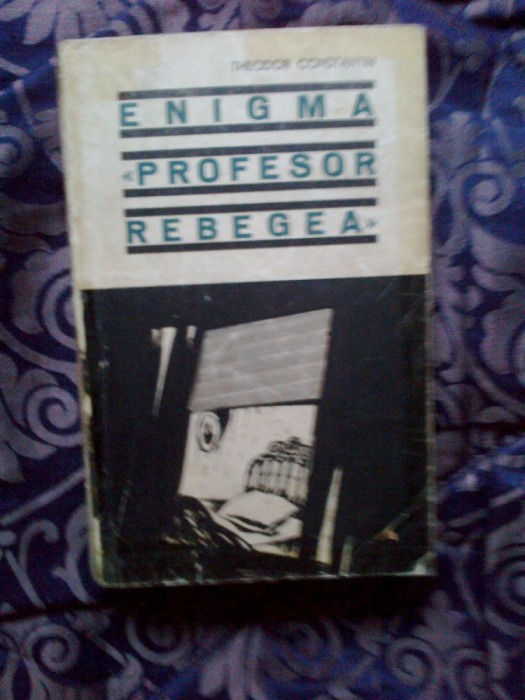 THEODOR CONSTANTIN
ENIGMA
«PROFESOR
REBEGEA»